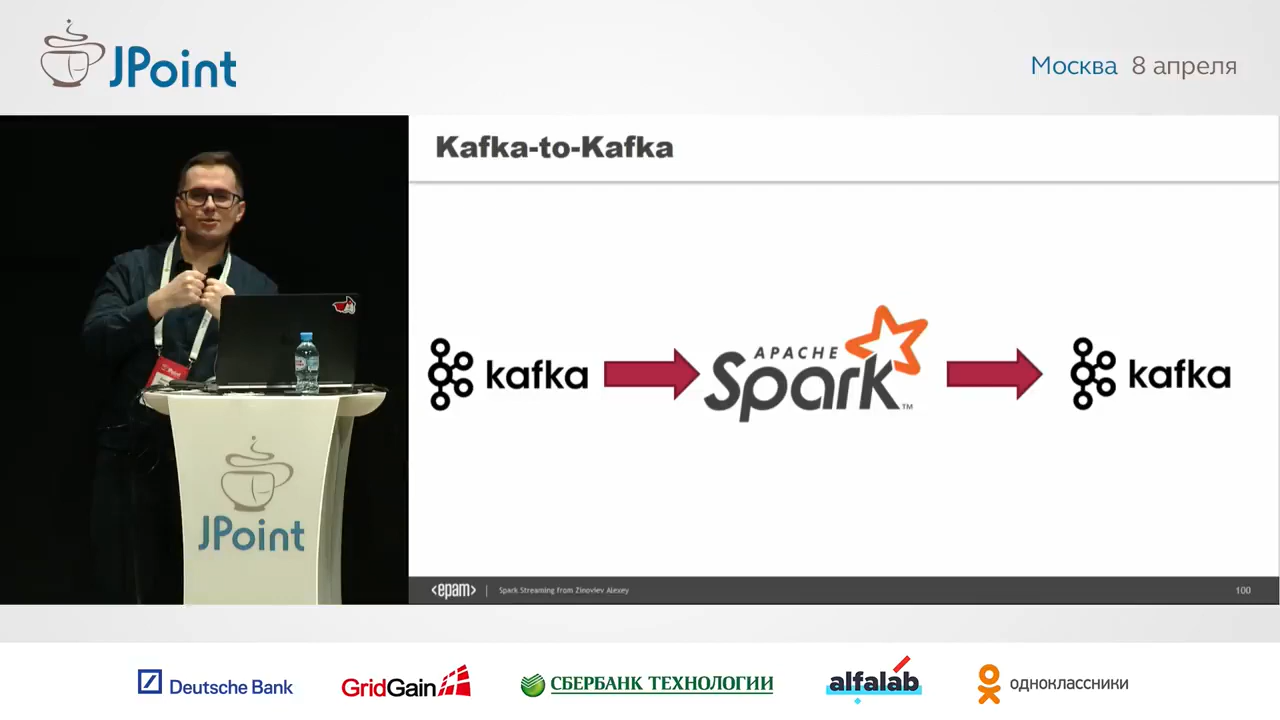 JPoint
Москва 8 апреля
Kafka-to-Kafka
kafka
APACHE
Spark™
kafka
JPoint
<epam> | Spark Streaming from Zinoviev Alexey
100
Deutsche Bank
GridGain
СБЕРБАНК ТЕХНОЛОГИИ
alfalab
одноклассники